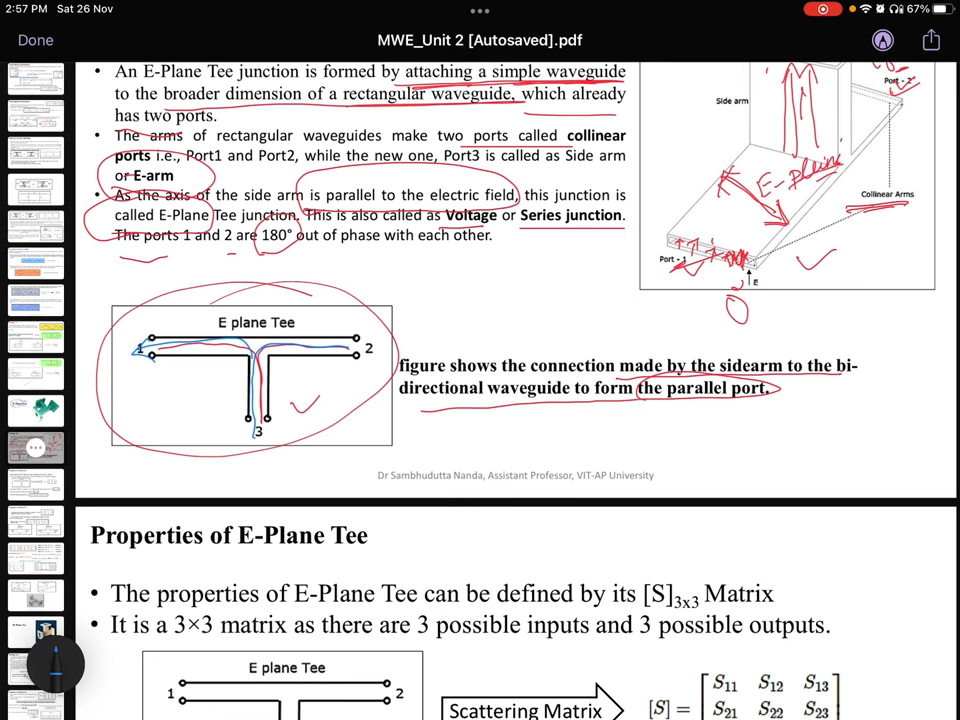 2:57 PM Sat 26 Nov
67%
Done
MWE_Unit 2 [Autosaved].pdf
• An E-Plane Tee junction is formed by attaching a simple waveguide
to the broader dimension of a rectangular waveguide, which already
has two ports.
• The arms of rectangular waveguides make two ports called collinear
ports i.e., Port1 and Port2, while the new one, Port3 is called as Side arm
or E-arm
• As the axis of the side arm is parallel to the electric field, this junction is
called E-Plane Tee junction. This is also called as Voltage or Series junction.
The ports 1 and 2 are 180° out of phase with each other.
Port - 2
Side arm
E-plane
Collinear Arms
Port - 1
E
E plane Tee
1
2
3
figure shows the connection made by the sidearm to the bi-
directional waveguide to form the parallel port.
Dr Sambhudutta Nanda, Assistant Professor, VIT-AP University
Properties of E-Plane Tee
• The properties of E-Plane Tee can be defined by its [S]3x3 Matrix
• It is a 3×3 matrix as there are 3 possible inputs and 3 possible outputs.
E plane Tee
1
2
Scattering Matrix
[S] =
S11 S12 S13
S21 S22 S23